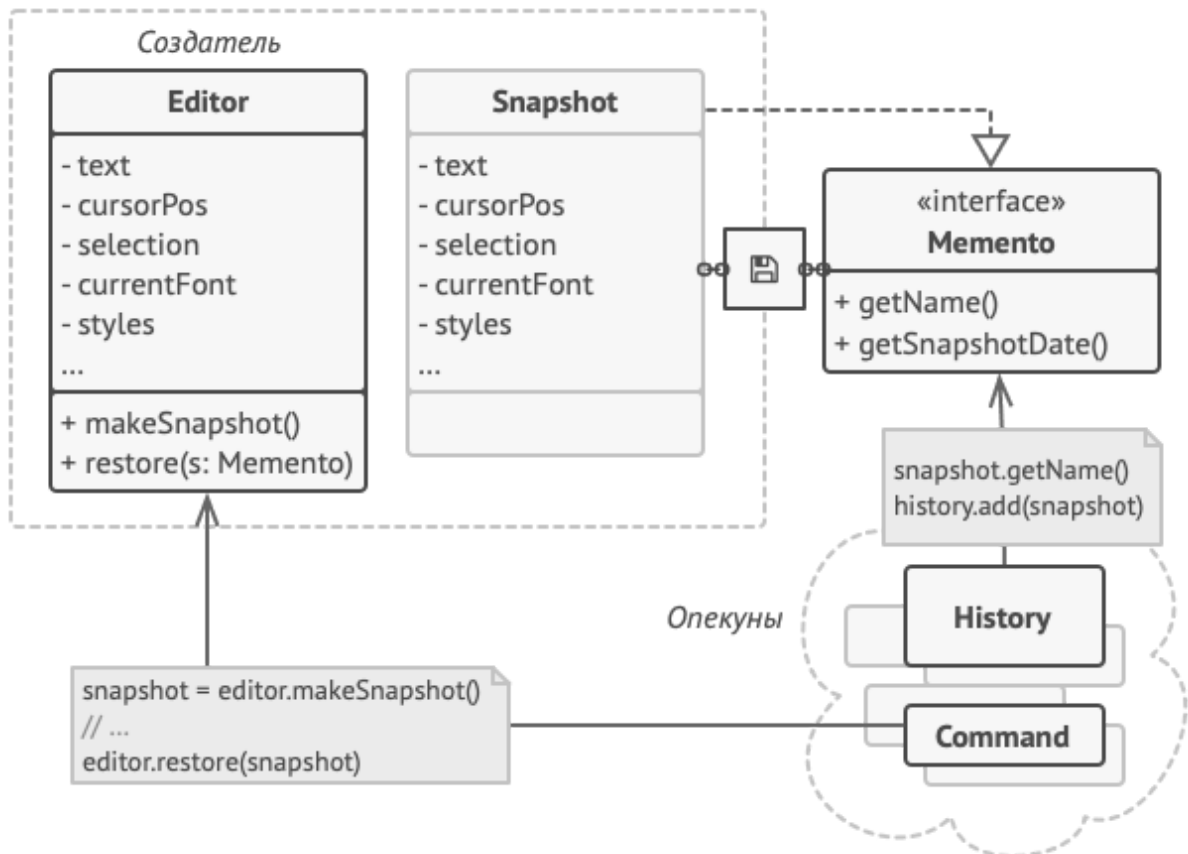 Создатель
Editor
- text
- cursorPos
- selection
- currentFont
- styles
...
+ makeSnapshot()
+ restore(s: Memento)
Snapshot
- text
- cursorPos
- selection
- currentFont
- styles
...
«interface»
Memento
+ getName()
+ getSnapshotDate()
snapshot.getName()
history.add(snapshot)
Опекуны
History
Command
snapshot = editor.makeSnapshot()
// ...
editor.restore(snapshot)